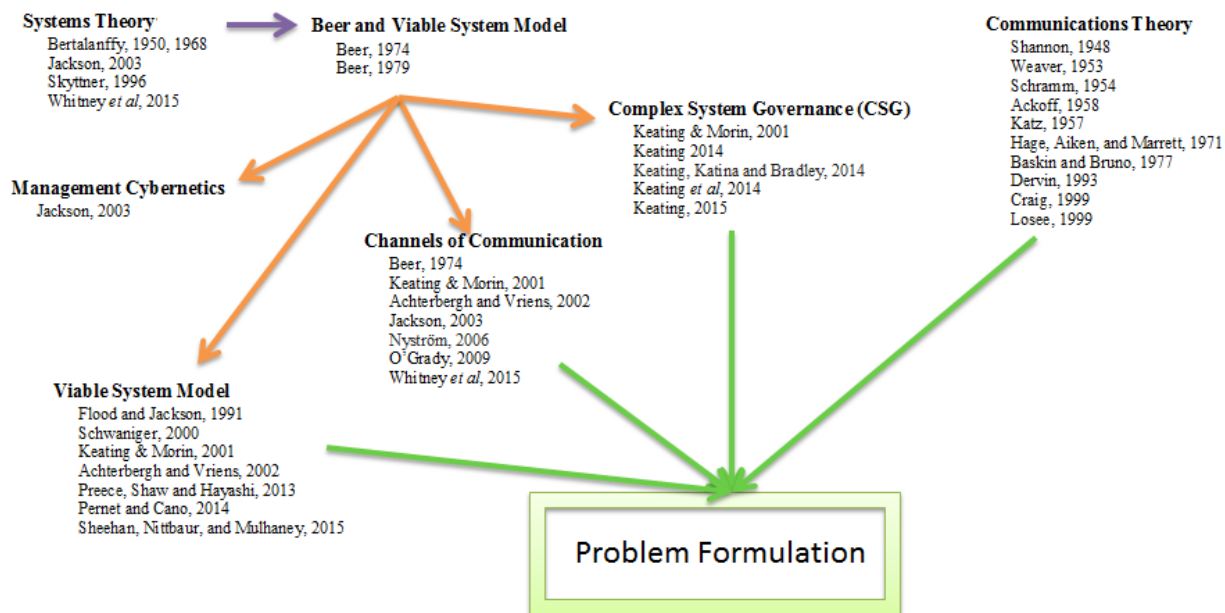 Systems Theory
Bertalanffy, 1950, 1968
Jackson, 2003
Skyttner, 1996
Whitney et al, 2015
Beer and Viable System Model
Beer, 1974
Beer, 1979
Communications Theory
Shannon, 1948
Weaver, 1953
Schramm, 1954
Ackoff, 1958
Katz, 1957
Hage, Aiken, and Marrett, 1971
Baskin and Bruno, 1977
Dervin, 1993
Craig, 1999
Losee, 1999
Complex System Governance (CSG)
Keating & Morin, 2001
Keating 2014
Keating, Katina and Bradley, 2014
Keating et al, 2014
Keating, 2015
Management Cybernetics
Jackson, 2003
Channels of Communication
Beer, 1974
Keating & Morin, 2001
Achterbergh and Vriens, 2002
Jackson, 2003
Nyström, 2006
O'Grady, 2009
Whitney et al, 2015
Viable System Model
Flood and Jackson, 1991
Schwaniger, 2000
Keating & Morin, 2001
Achterbergh and Vriens, 2002
Preece, Shaw and Hayashi, 2013
Pernet and Cano, 2014
Sheehan, Nittbaur, and Mulhaney, 2015
Problem Formulation